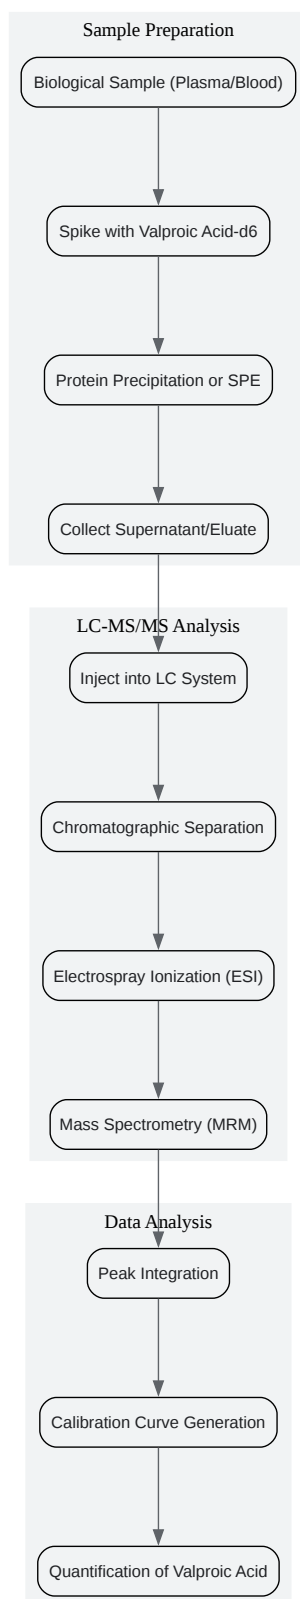 Sample Preparation
Biological Sample (Plasma/Blood)
Spike with Valproic Acid-d6
Protein Precipitation or SPE
Collect Supernatant/Eluate
LC-MS/MS Analysis
Inject into LC System
Chromatographic Separation
Electrospray Ionization (ESI)
Mass Spectrometry (MRM)
Data Analysis
Peak Integration
Calibration Curve Generation
Quantification of Valproic Acid